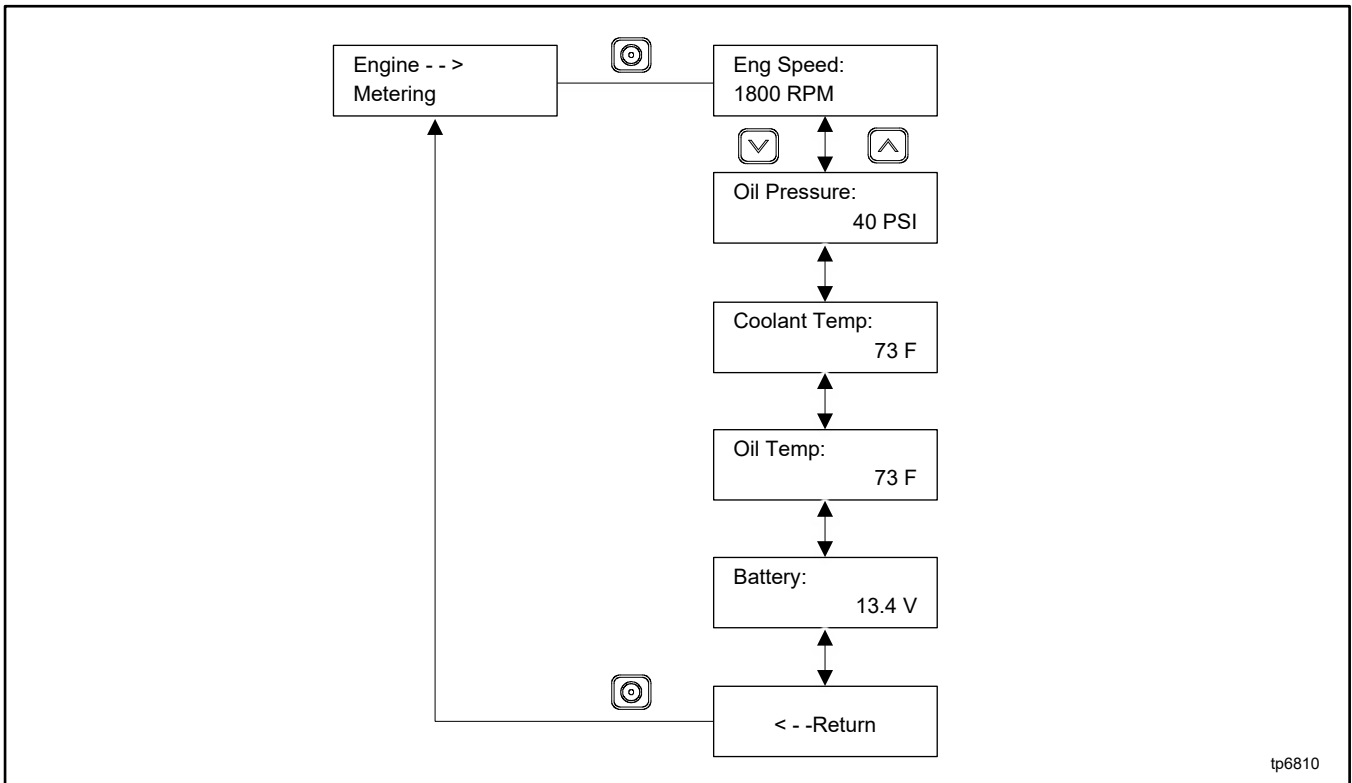 Engine - - >
Metering
Eng Speed:
1800 RPM
Oil Pressure:
40 PSI
Coolant Temp:
73 F
Oil Temp:
73 F
Battery:
13.4 V
< - -Return
tp6810